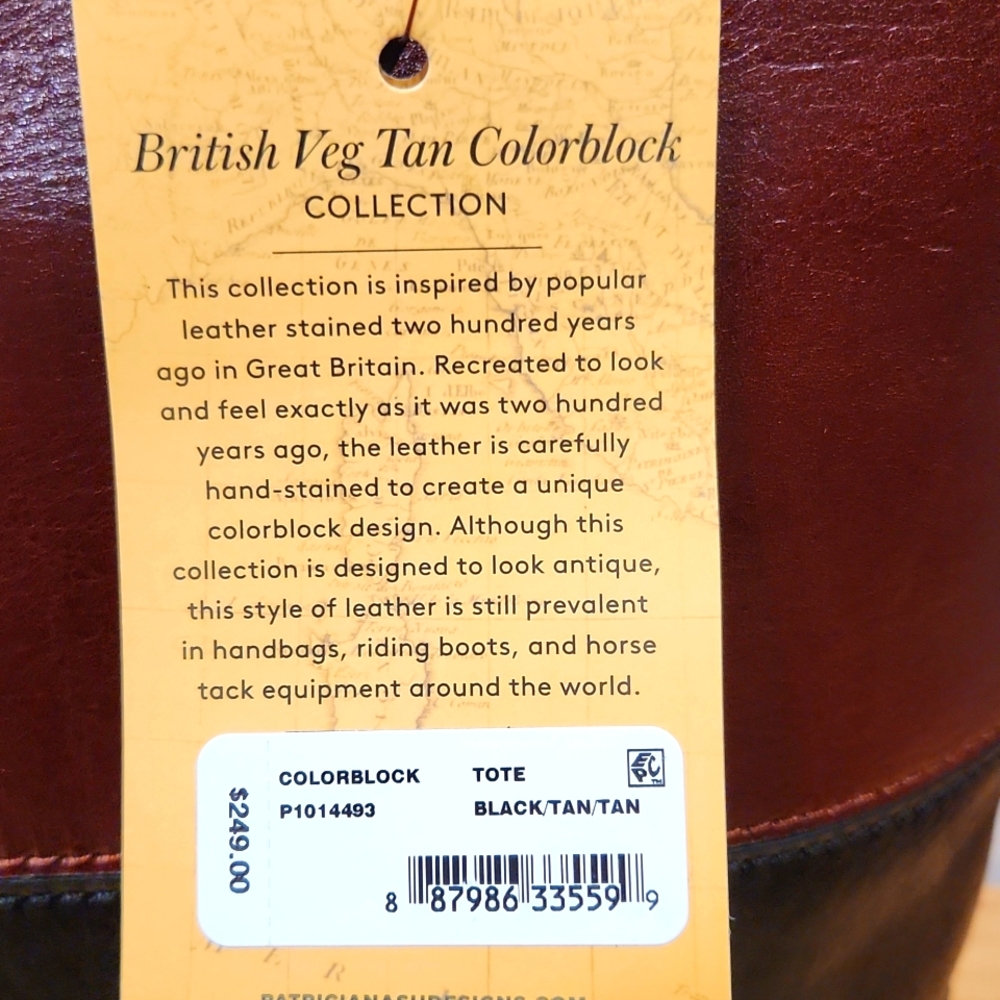 British Veg Tan Colorblock
COLLECTION
This collection is inspired by popular
leather stained two hundred years
ago in Great Britain. Recreated to look
and feel exactly as it was two hundred
years ago, the leather is carefully
hand-stained to create a unique
colorblock design. Although this
collection is designed to look antique,
this style of leather is still prevalent
in handbags, riding boots, and horse
tack equipment around the world.
COLORBLOCK TOTE
P1014493 BLACK/TAN/TAN
EPC™
$249.00
8 87986 33559 9
PATRICIANASHDESIGNS.COM